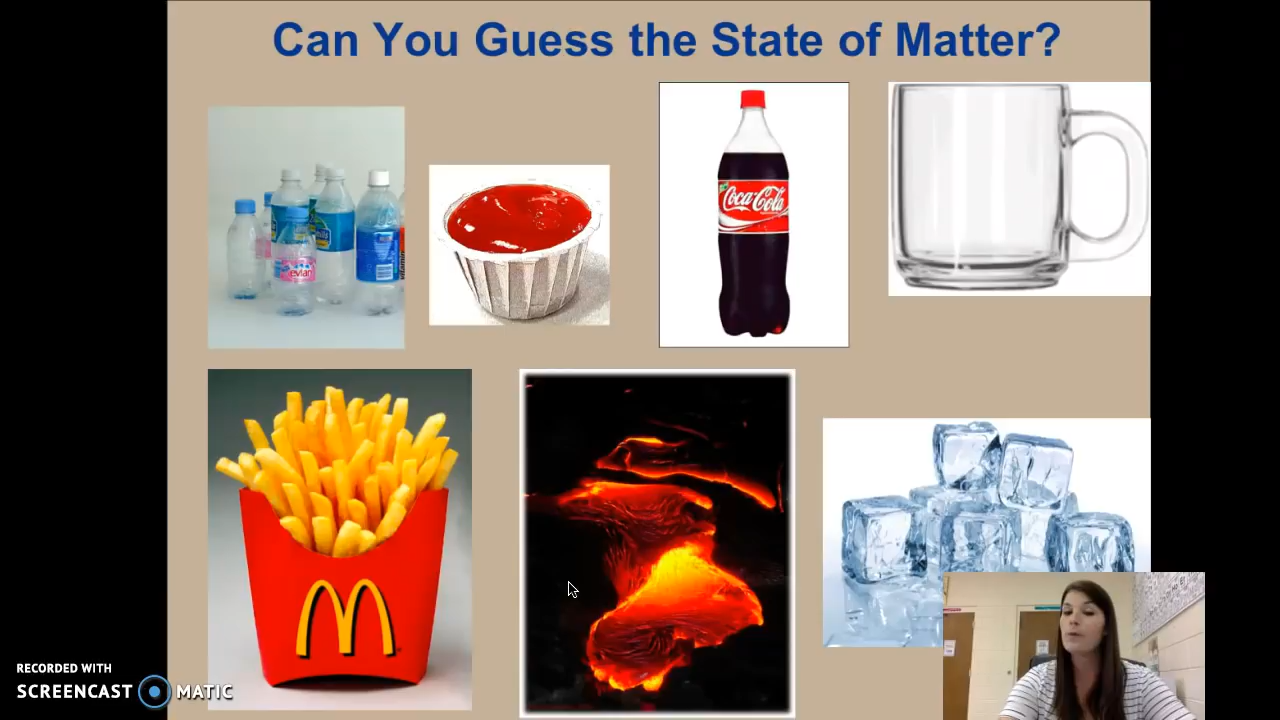 Can You Guess the State of Matter?
evian
Coca-Cola
RECORDED WITH
SCREENCAST MATIC